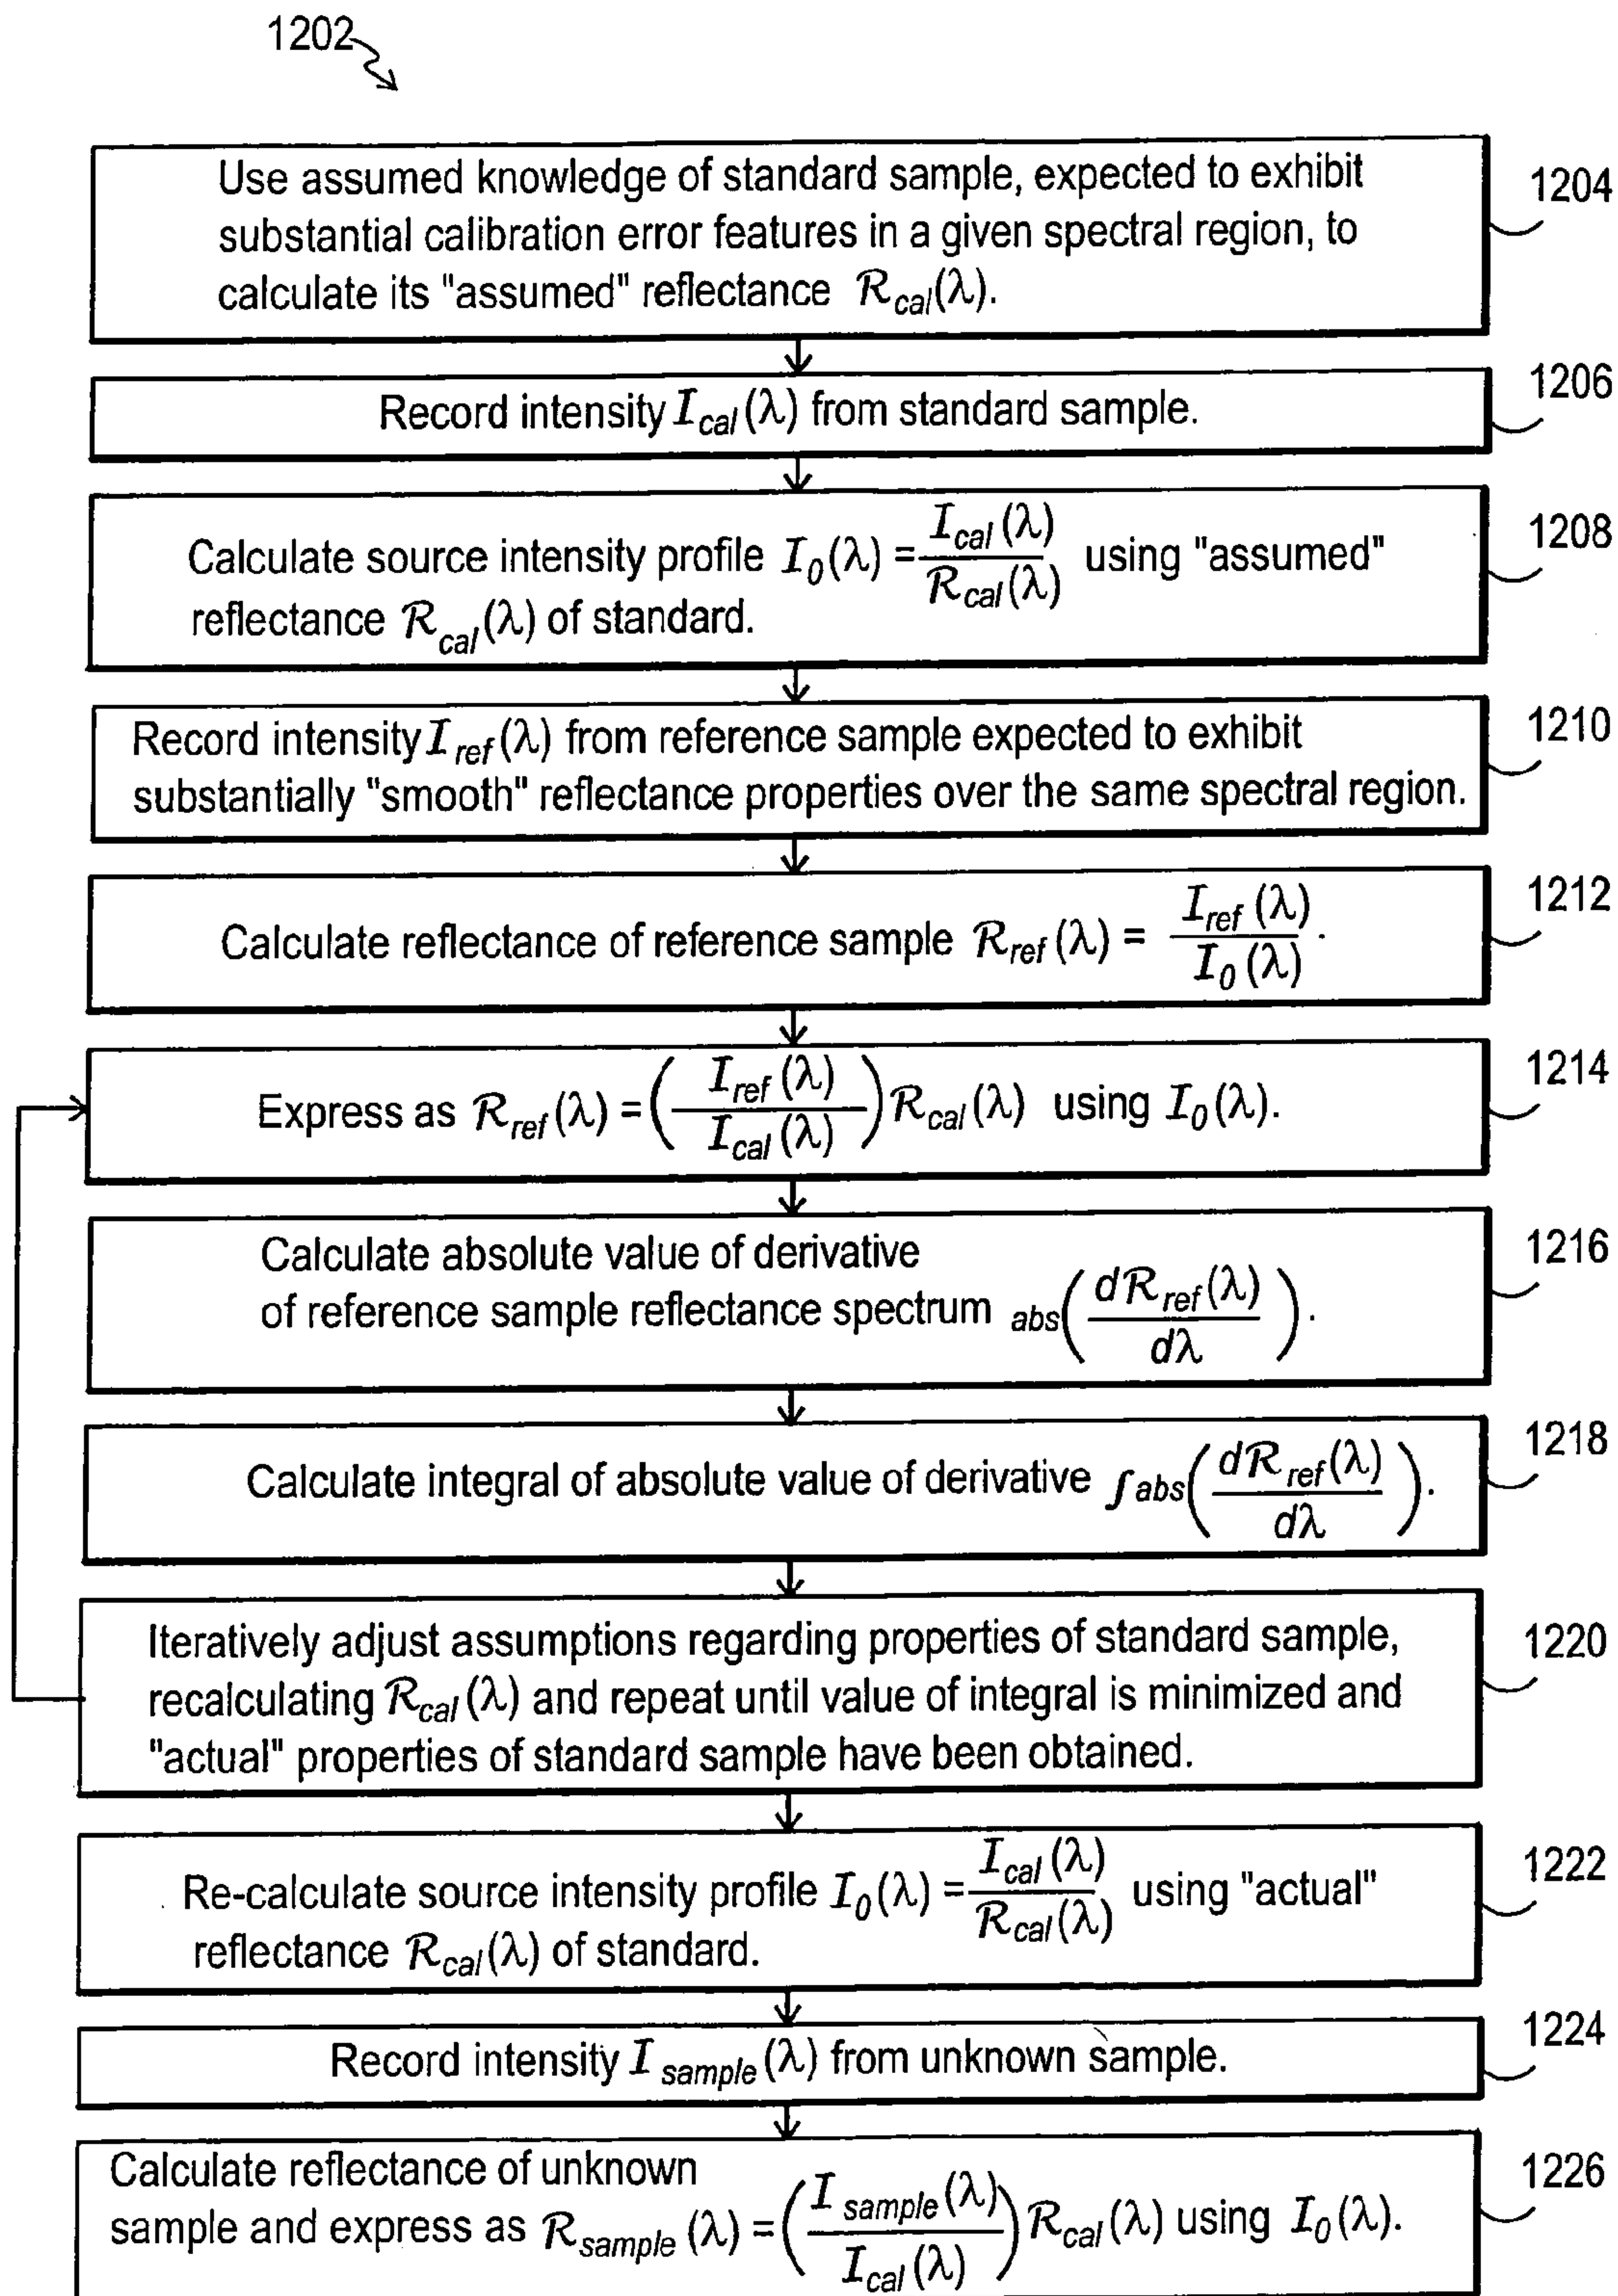 1202
Use assumed knowledge of standard sample, expected to exhibit
substantial calibration error features in a given spectral region, to
calculate its "assumed" reflectance R_cal(λ).
1204
Record intensity I_cal(λ) from standard sample.
1206
Calculate source intensity profile I_0(λ) = I_cal(λ) / R_cal(λ) using "assumed"
reflectance R_cal(λ) of standard.
1208
Record intensity I_ref(λ) from reference sample expected to exhibit
substantially "smooth" reflectance properties over the same spectral region.
1210
Calculate reflectance of reference sample R_ref(λ) = I_ref(λ) / I_0(λ).
1212
Express as R_ref(λ) = (I_ref(λ) / I_cal(λ)) R_cal(λ) using I_0(λ).
1214
Calculate absolute value of derivative
of reference sample reflectance spectrum abs(dR_ref(λ) / dλ).
1216
Calculate integral of absolute value of derivative ∫abs(dR_ref(λ) / dλ).
1218
Iteratively adjust assumptions regarding properties of standard sample,
recalculating R_cal(λ) and repeat until value of integral is minimized and
"actual" properties of standard sample have been obtained.
1220
Re-calculate source intensity profile I_0(λ) = I_cal(λ) / R_cal(λ) using "actual"
reflectance R_cal(λ) of standard.
1222
Record intensity I_sample(λ) from unknown sample.
1224
Calculate reflectance of unknown
sample and express as R_sample(λ) = (I_sample(λ) / I_cal(λ)) R_cal(λ) using I_0(λ).
1226